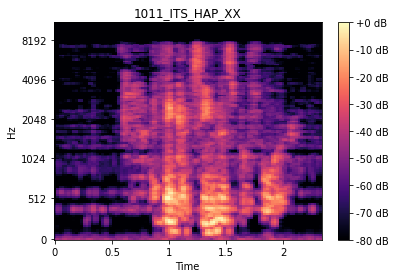 1011_ITS_HAP_XX
+0 dB
8192
-10 dB
4096
-20 dB
-30 dB
2048
Hz
-40 dB
1024
-50 dB
512
-60 dB
-70 dB
0
-80 dB
0 0.5 1 1.5 2
Time